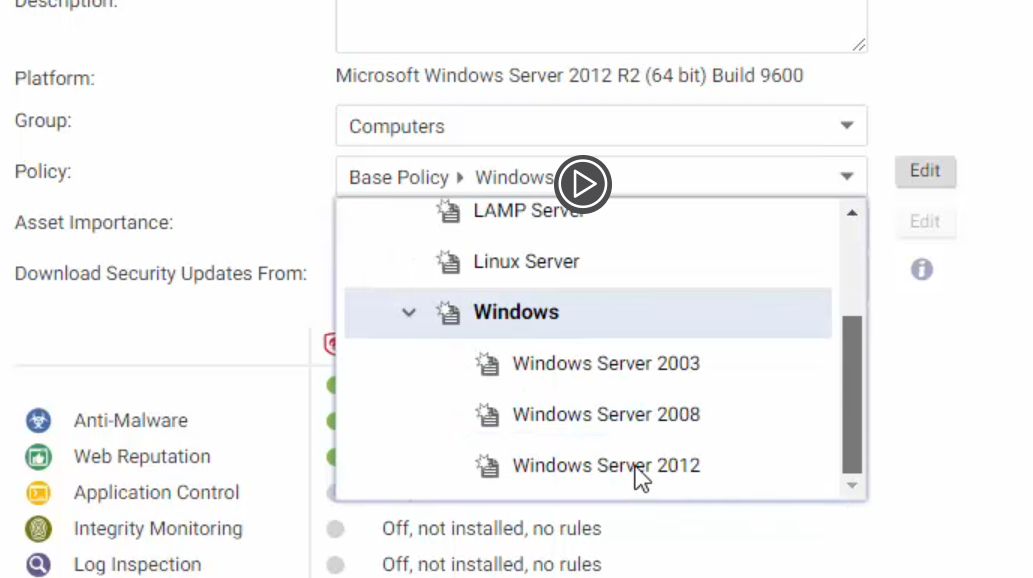 Description:
Platform: Microsoft Windows Server 2012 R2 (64 bit) Build 9600
Group: Computers
Policy: Base Policy Windows Edit
LAMP Server
Asset Importance: Edit
Linux Server
Download Security Updates From:
Windows
Windows Server 2003
Windows Server 2008
Anti-Malware
Web Reputation
Windows Server 2012
Application Control
Integrity Monitoring Off, not installed, no rules
Log Inspection Off, not installed, no rules